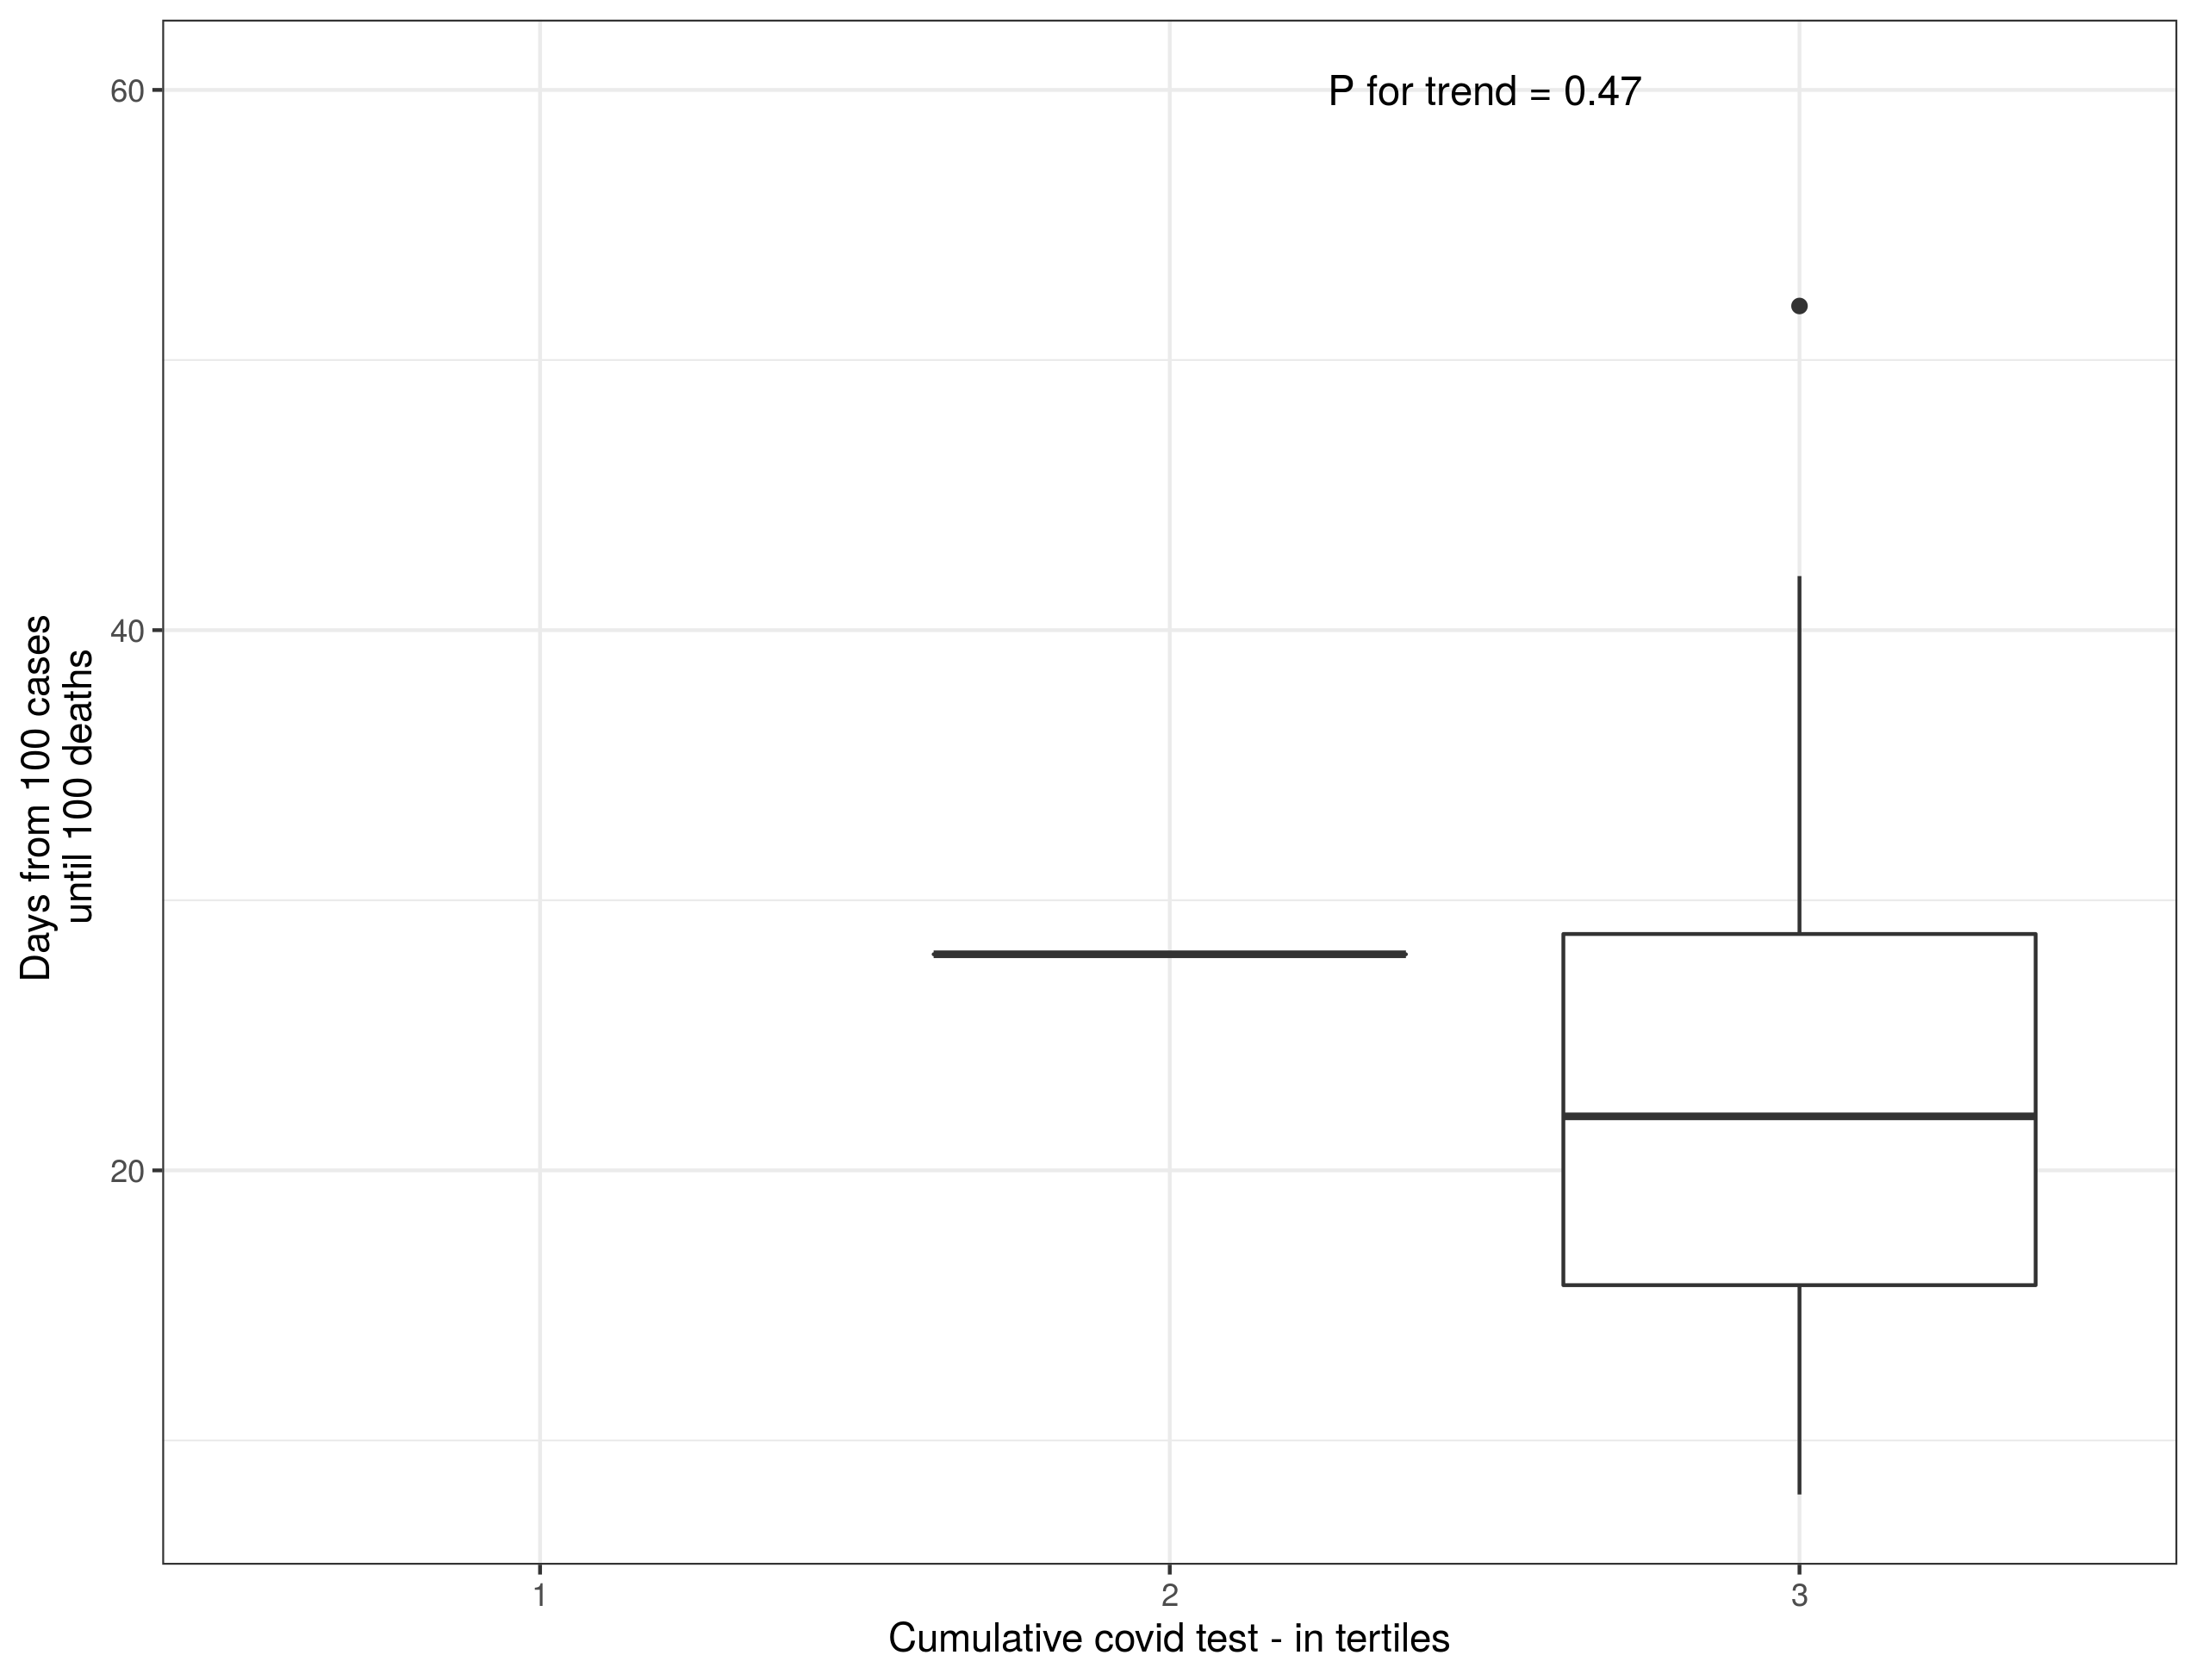 P for trend = 0.47
60
40
20
Days from 100 cases
until 100 deaths
1
2
3
Cumulative covid test - in tertiles